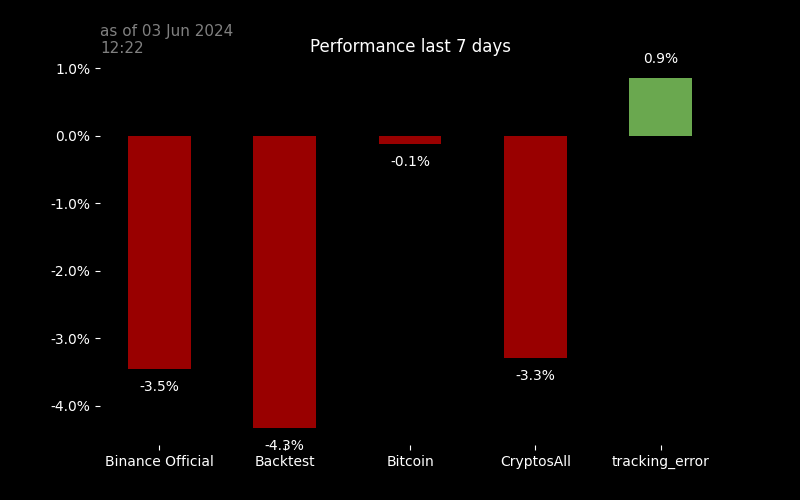 as of 03 Jun 2024
12:22
Performance last 7 days
0.9%
1.0%
0.0%
-0.1%
-1.0%
-2.0%
-3.0%
-3.3%
-3.5%
-4.0%
-4.3%
Binance Official
Backtest
Bitcoin
CryptosAll
tracking_error